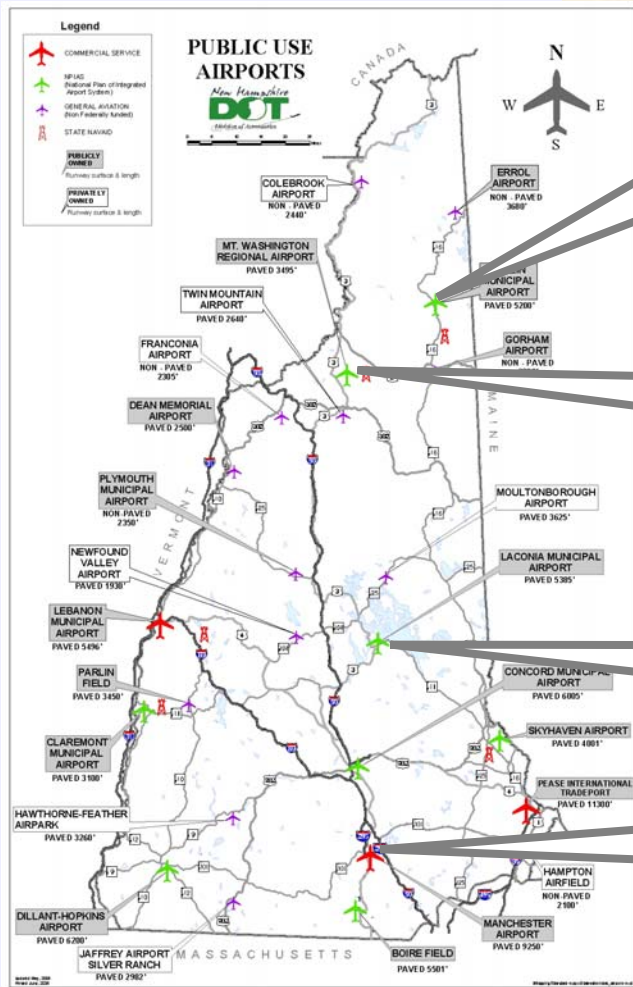 Legend
COMMERCIAL SERVICE
NPIAS
(National Plan of Integrated
Airport System)
GENERAL AVIATION
(Non Federally funded)
STATE NAVAID
PUBLICLY
OWNED
Runway surface & length
PRIVATELY
OWNED
Runway surface & length
PUBLIC USE
AIRPORTS
New Hampshire
DOT
Division of Aeronautics
N
W
E
S
CANADA
COLEBROOK
AIRPORT
NON - PAVED
2440'
ERROL
AIRPORT
NON - PAVED
3680'
MT. WASHINGTON
REGIONAL AIRPORT
PAVED 3495'
MUNICIPAL
AIRPORT
PAVED 5200'
TWIN MOUNTAIN
AIRPORT
PAVED 2640'
GORHAM
AIRPORT
NON - PAVED
FRANCONIA
AIRPORT
NON - PAVED
2305'
DEAN MEMORIAL
AIRPORT
PAVED 2500'
MAINE
VERMONT
PLYMOUTH
MUNICIPAL
AIRPORT
NON-PAVED
2350'
MOULTONBOROUGH
AIRPORT
PAVED 3625'
NEWFOUND
VALLEY
AIRPORT
PAVED 1930'
LACONIA MUNICIPAL
AIRPORT
PAVED 5385'
LEBANON
MUNICIPAL
AIRPORT
PAVED 5496'
PARLIN
FIELD
PAVED 3450'
CONCORD MUNICIPAL
AIRPORT
PAVED 6005'
CLAREMONT
MUNICIPAL
AIRPORT
PAVED 3100'
SKYHAVEN AIRPORT
PAVED 4001'
PEASE INTERNATIONAL
TRADEPORT
PAVED 11300'
HAWTHORNE-FEATHER
AIRPARK
PAVED 3260'
HAMPTON
AIRFIELD
NON-PAVED
2100'
DILLANT-HOPKINS
AIRPORT
PAVED 6200'
MANCHESTER
AIRPORT
PAVED 9250'
JAFFREY AIRPORT
SILVER RANCH
PAVED 2982'
MASSACHUSETTS
BOIRE FIELD
PAVED 5501'